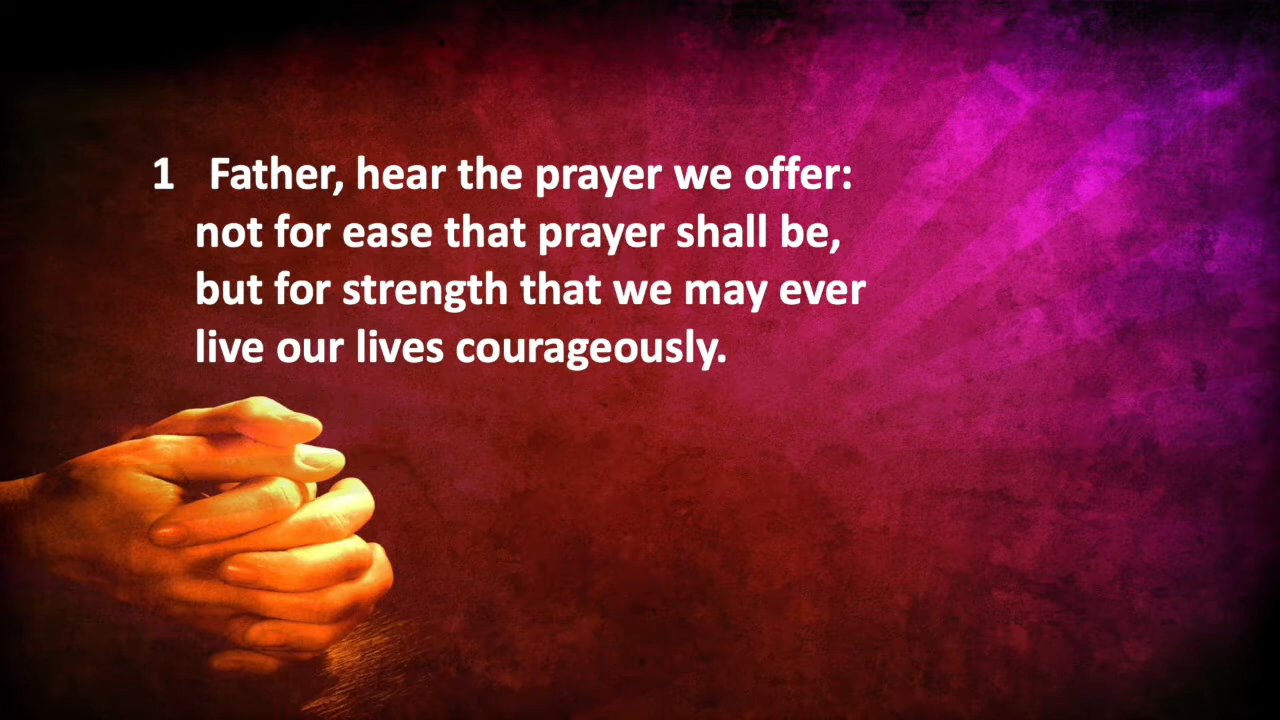 1 Father, hear the prayer we offer:
not for ease that prayer shall be,
but for strength that we may ever
live our lives courageously.